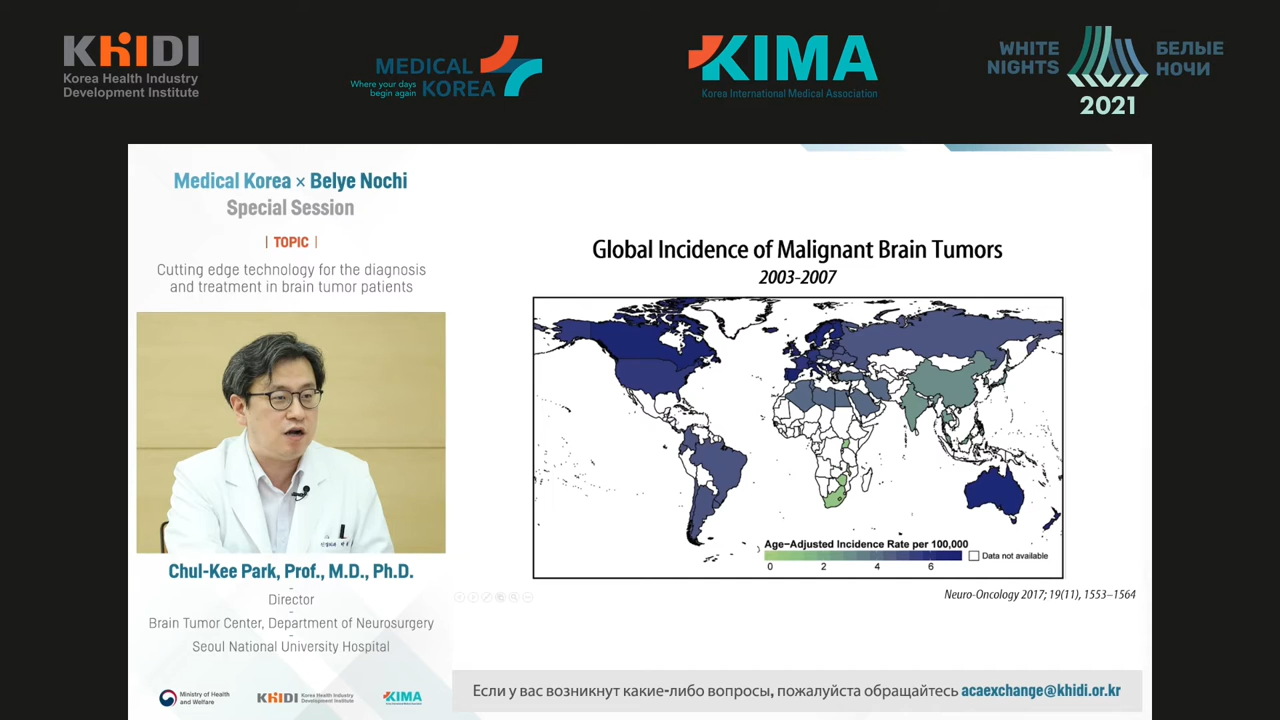 KHIDI
Korea Health Industry
Development Institute
MEDICAL
KOREA
Where your days
begin again
KIMA
Korea International Medical Association
WHITE
NIGHTS
БЕЛЫЕ
НОЧИ
2021
Medical Korea × Belye Nochi
Special Session
| TOPIC |
Cutting edge technology for the diagnosis
and treatment in brain tumor patients
Chul-Kee Park, Prof., M.D., Ph.D.
-
Director
-
Brain Tumor Center, Department of Neurosurgery
-
Seoul National University Hospital
Ministry of Health
and Welfare
KHIDI Korea Health Industry
Development Institute
KIMA
Global Incidence of Malignant Brain Tumors
2003-2007
Age-Adjusted Incidence Rate per 100,000
0 2 4 6
Data not available
Neuro-Oncology 2017; 19(11), 1553–1564
Если у вас возникнут какие-либо вопросы, пожалуйста обращайтесь acaexchange@khidi.or.kr